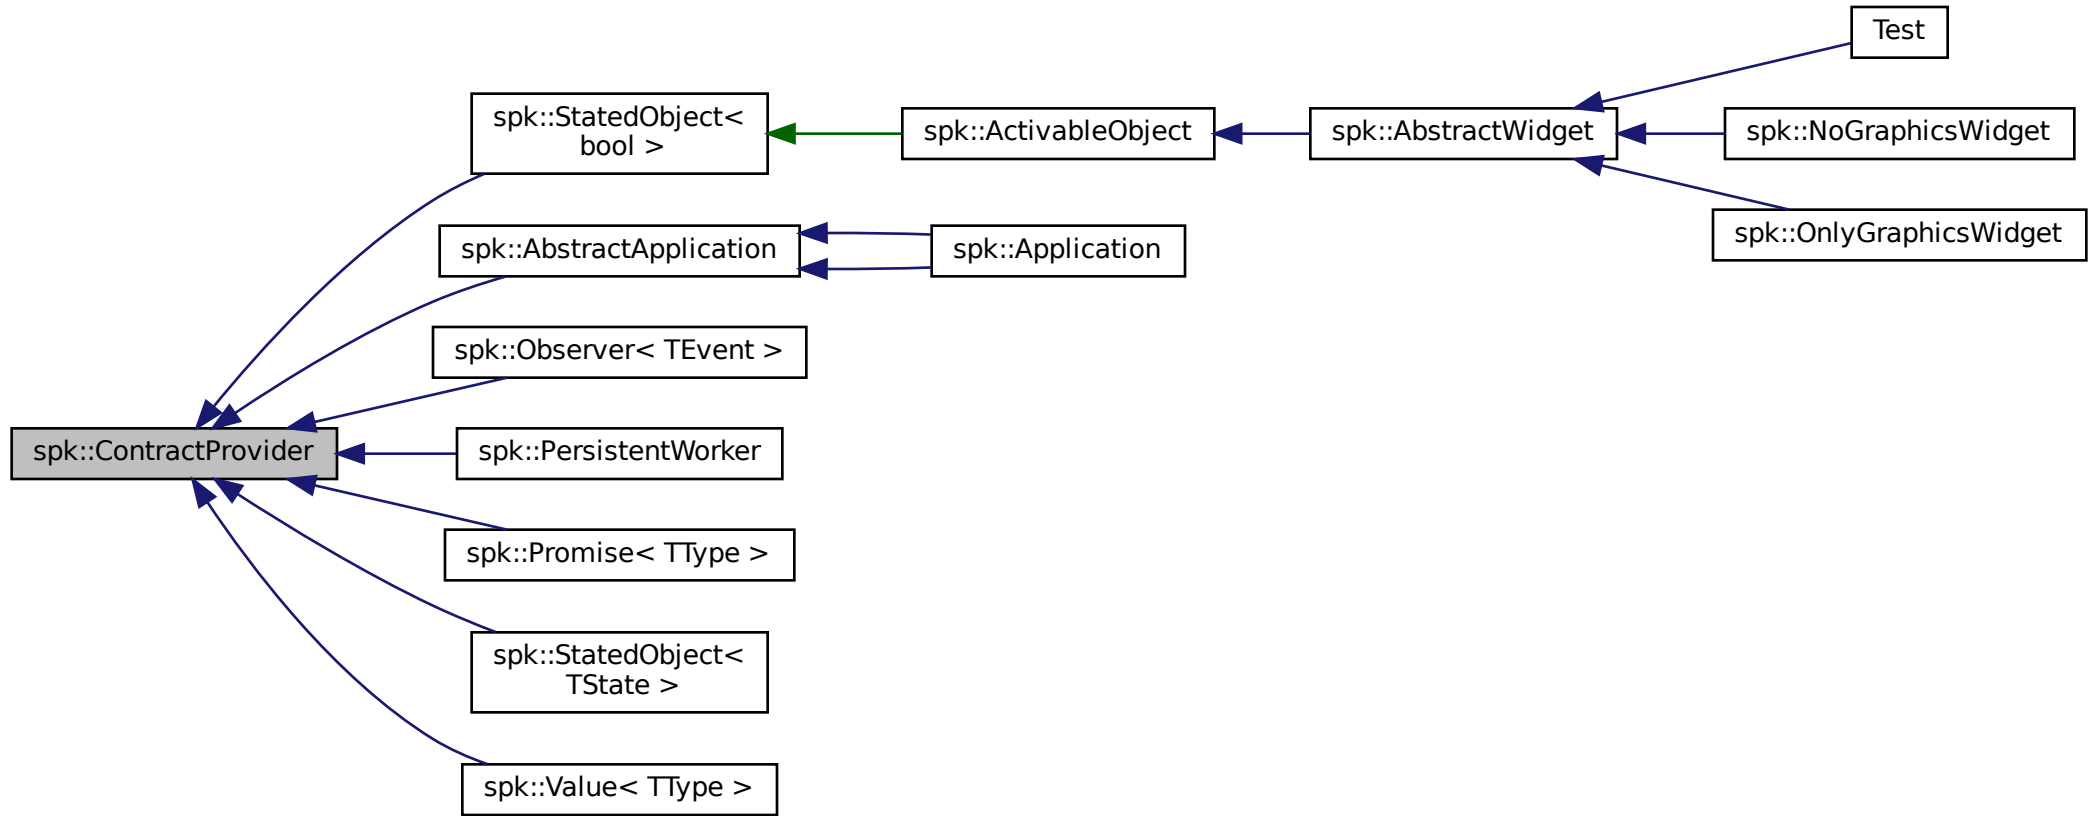 Test
spk::StatedObject<
bool >
spk::ActivableObject
spk::AbstractWidget
spk::NoGraphicsWidget
spk::OnlyGraphicsWidget
spk::AbstractApplication
spk::Application
spk::Observer< TEvent >
spk::ContractProvider
spk::PersistentWorker
spk::Promise< TType >
spk::StatedObject<
TState >
spk::Value< TType >